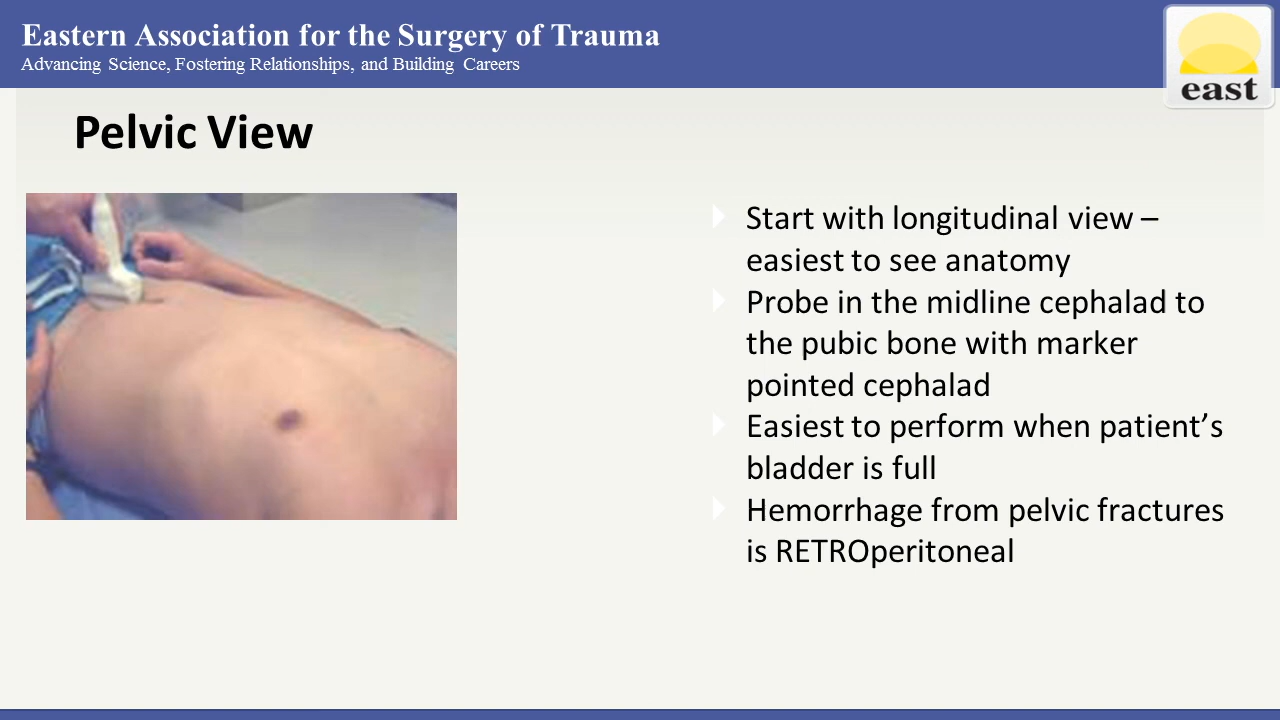 Eastern Association for the Surgery of Trauma
Advancing Science, Fostering Relationships, and Building Careers
east
Pelvic View
Start with longitudinal view –
easiest to see anatomy
Probe in the midline cephalad to
the pubic bone with marker
pointed cephalad
Easiest to perform when patient’s
bladder is full
Hemorrhage from pelvic fractures
is RETROperitoneal